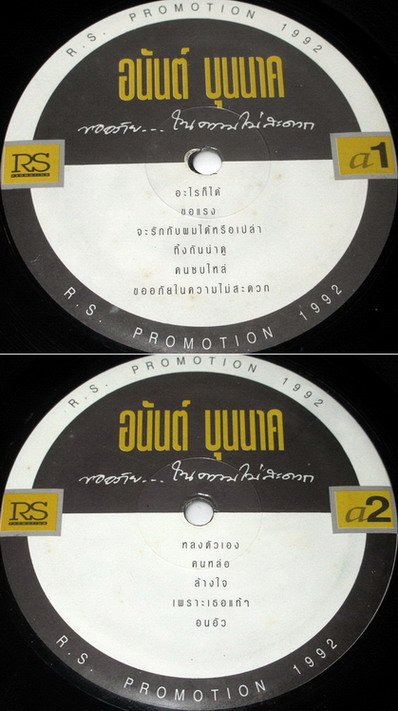 R.S. PROMOTION 1992
อนันต์ บุนนาค
ขออภัย... ในความไม่สะดวก
RS
PROMOTION
a1
อะไรก็ได้
ขอแรง
จะรักกับผมได้หรือเปล่า
ทิ้งกันน่าดู
คนซมไหล่
ขออภัยในความไม่สะดวก
R.S. PROMOTION 1992
R.S. PROMOTION 1992
อนันต์ บุนนาค
ขออภัย... ในความไม่สะดวก
RS
PROMOTION
a2
หลงตัวเอง
คนหล่อ
ล้างใจ
เพราะเธอแท้ๆ
อนอัว
R.S. PROMOTION 1992